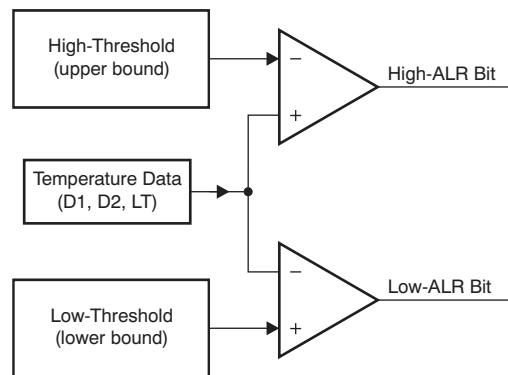 High-Threshold
(upper bound)
−
+
High-ALR Bit
Temperature Data
(D1, D2, LT)
−
+
Low-ALR Bit
Low-Threshold
(lower bound)